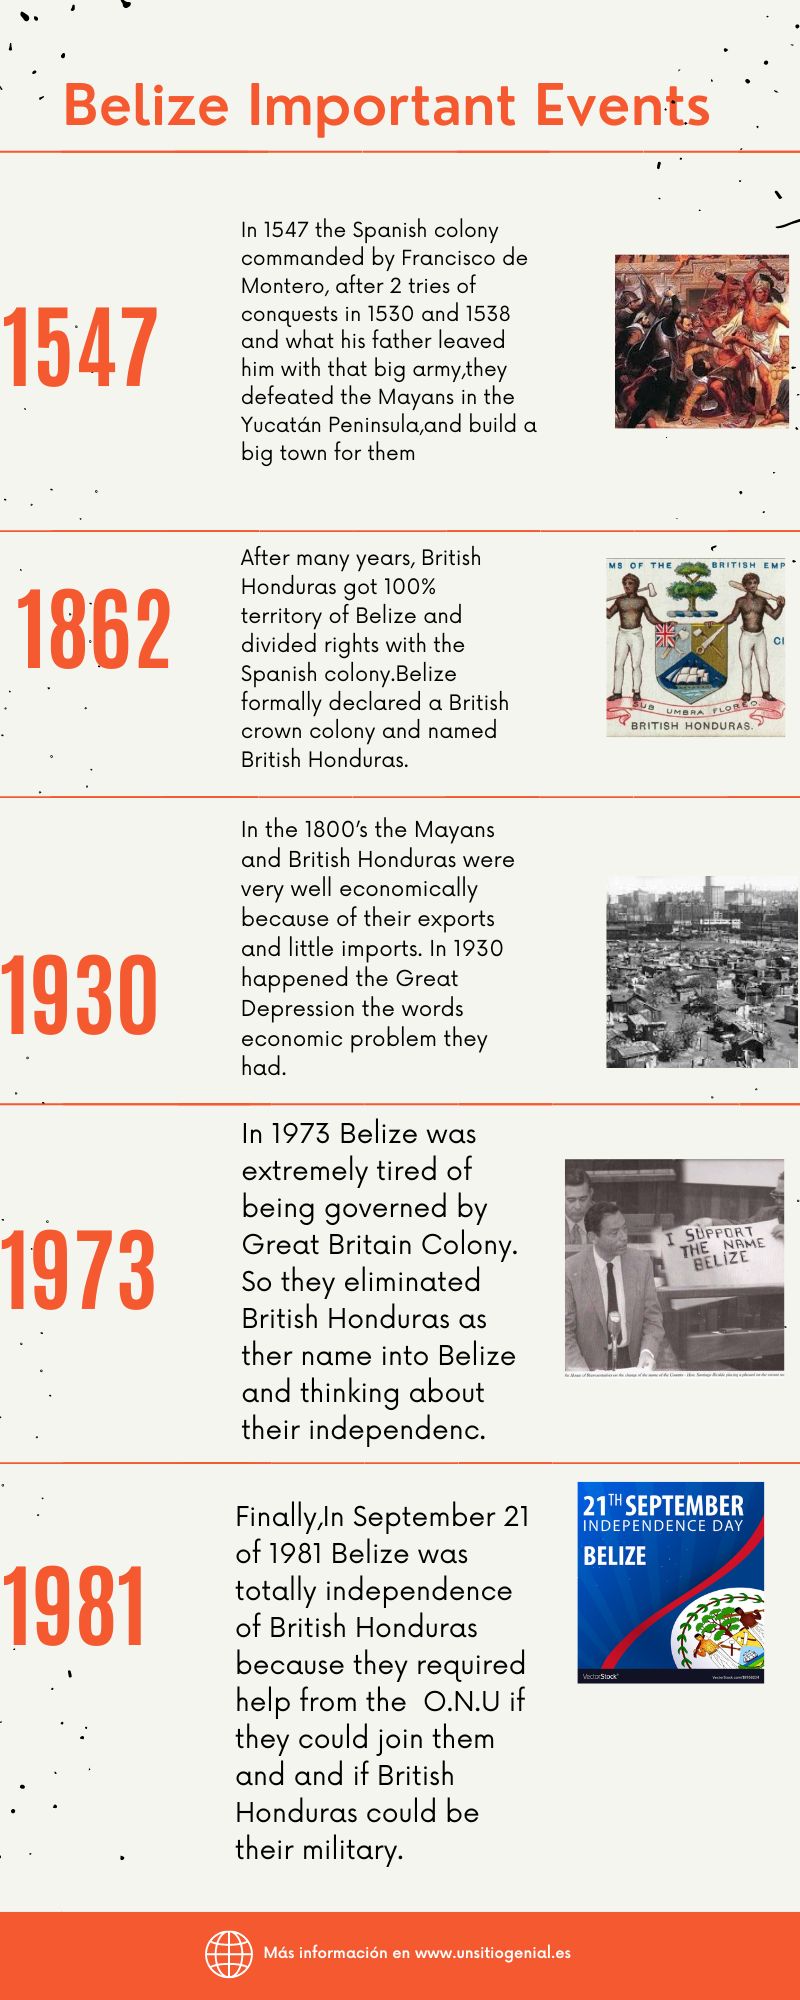 Belize Important Events
1547
In 1547 the Spanish colony
commanded by Francisco de
Montero, after 2 tries of
conquests in 1530 and 1538
and what his father leaved
him with that big army,they
defeated the Mayans in the
Yucatán Peninsula,and build a
big town for them
1862
After many years, British
Honduras got 100%
territory of Belize and
divided rights with the
Spanish colony.Belize
formally declared a British
crown colony and named
British Honduras.
MS OF THE BRITISH EMP
CI
SUB UMBRA FLOREO.
BRITISH HONDURAS.
1930
In the 1800's the Mayans
and British Honduras were
very well economically
because of their exports
and little imports. In 1930
happened the Great
Depression the words
economic problem they
had.
1973
In 1973 Belize was
extremely tired of
being governed by
Great Britain Colony.
So they eliminated
British Honduras as
ther name into Belize
and thinking about
their independenc.
I SUPPORT
THE NAME
BELIZE
1981
Finally,In September 21
of 1981 Belize was
totally independence
of British Honduras
because they required
help from the  O.N.U if
they could join them
and and if British
Honduras could be
their military.
21TH SEPTEMBER
INDEPENDENCE DAY
BELIZE
VectorStock
Más información en www.unsitiogenial.es